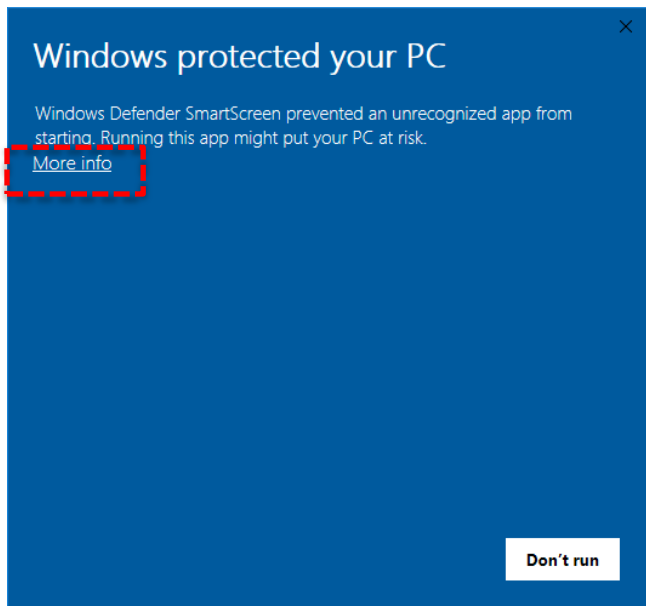 Windows protected your PC
Windows Defender SmartScreen prevented an unrecognized app from
starting. Running this app might put your PC at risk.
More info
Don't run